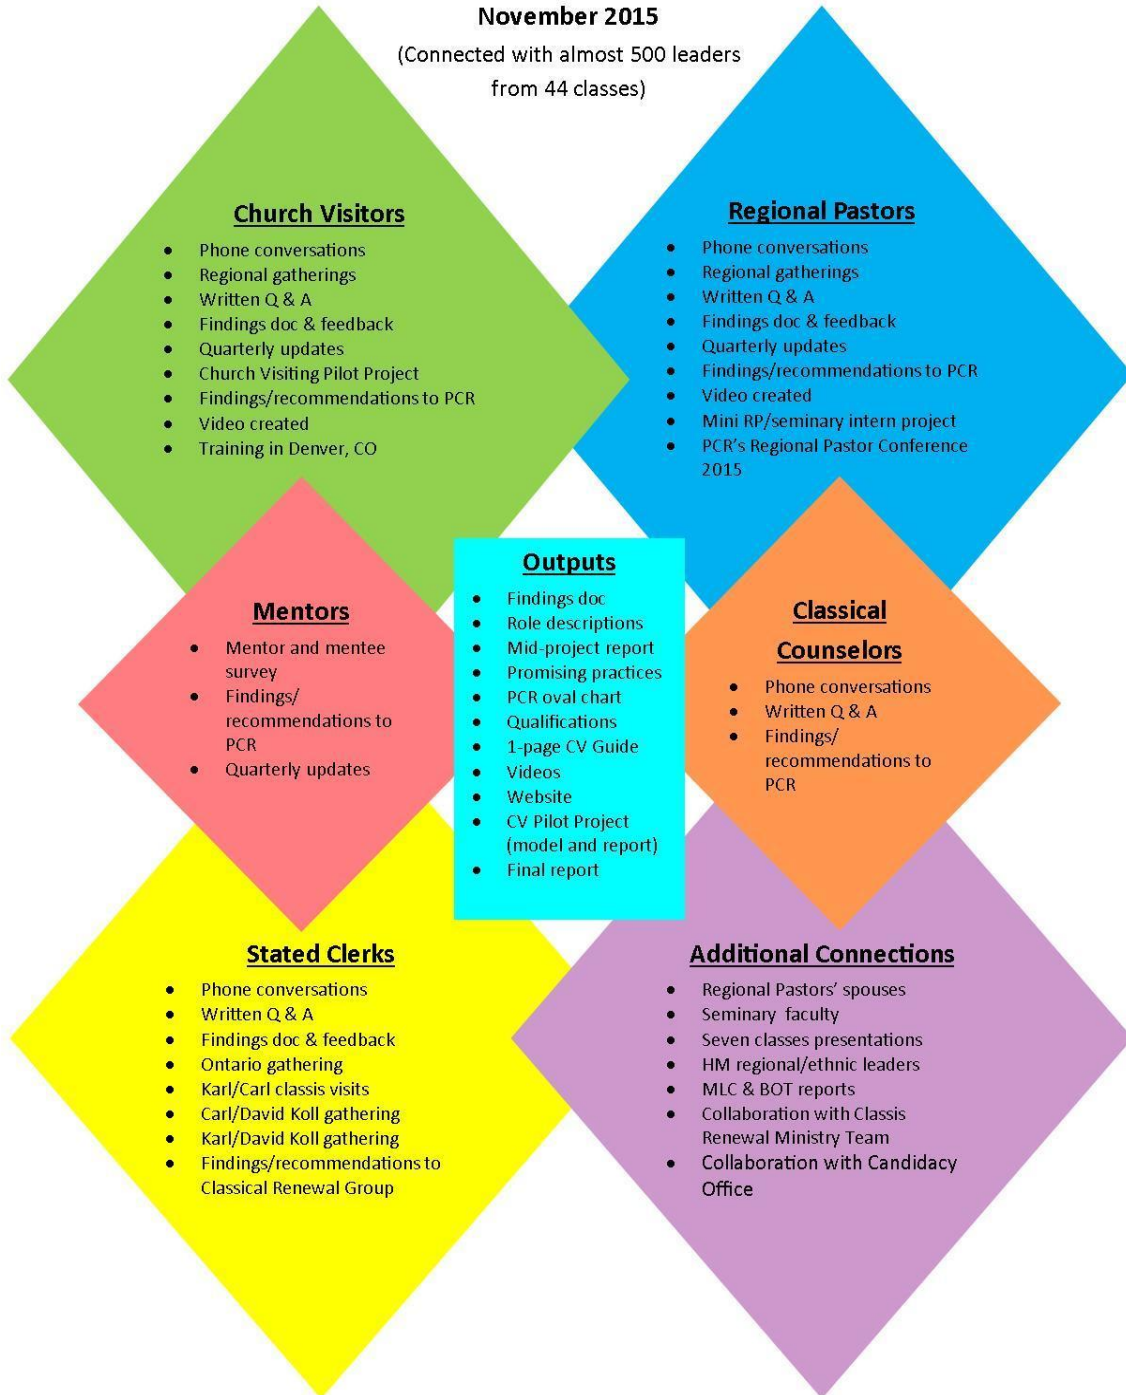 November 2015
(Connected with almost 500 leaders
from 44 classes)
Church Visitors
• Phone conversations
• Regional gatherings
• Written Q & A
• Findings doc & feedback
• Quarterly updates
• Church Visiting Pilot Project
• Findings/recommendations to PCR
• Video created
• Training in Denver, CO
Regional Pastors
• Phone conversations
• Regional gatherings
• Written Q & A
• Findings doc & feedback
• Quarterly updates
• Findings/recommendations to PCR
• Video created
• Mini RP/seminary intern project
• PCR's Regional Pastor Conference
2015
Mentors
• Mentor and mentee
survey
• Findings/
recommendations to
PCR
• Quarterly updates
Outputs
• Findings doc
• Role descriptions
• Mid-project report
• Promising practices
• PCR oval chart
• Qualifications
• 1-page CV Guide
• Videos
• Website
• CV Pilot Project
(model and report)
• Final report
Classical
Counselors
• Phone conversations
• Written Q & A
• Findings/
recommendations to
PCR
Stated Clerks
• Phone conversations
• Written Q & A
• Findings doc & feedback
• Ontario gathering
• Karl/Carl classis visits
• Carl/David Koll gathering
• Karl/David Koll gathering
• Findings/recommendations to
Classical Renewal Group
Additional Connections
• Regional Pastors' spouses
• Seminary faculty
• Seven classes presentations
• HM regional/ethnic leaders
• MLC & BOT reports
• Collaboration with Classis
Renewal Ministry Team
• Collaboration with Candidacy
Office